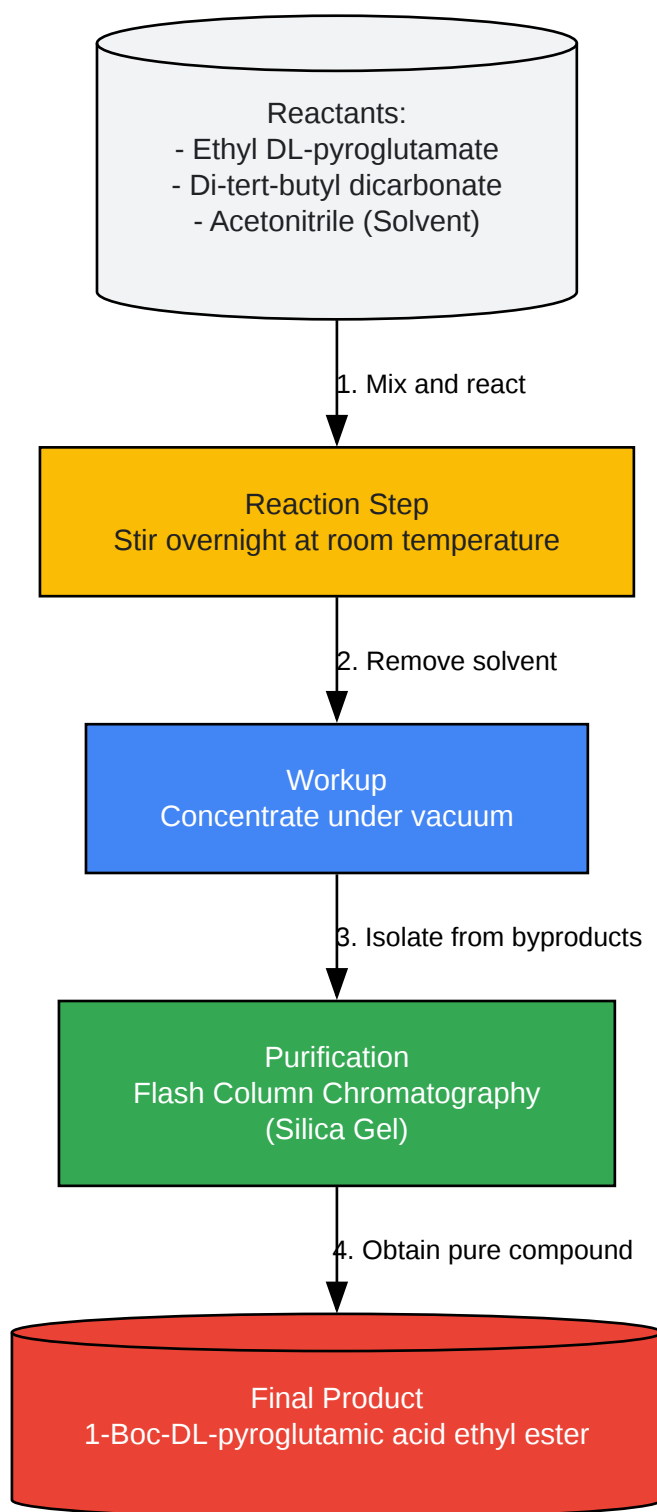 Reactants:
- Ethyl DL-pyroglutamate
- Di-tert-butyl dicarbonate
- Acetonitrile (Solvent)
1. Mix and react
Reaction Step
Stir overnight at room temperature
2. Remove solvent
Workup
Concentrate under vacuum
3. Isolate from byproducts
Purification
Flash Column Chromatography
(Silica Gel)
4. Obtain pure compound
Final Product
1-Boc-DL-pyroglutamic acid ethyl ester